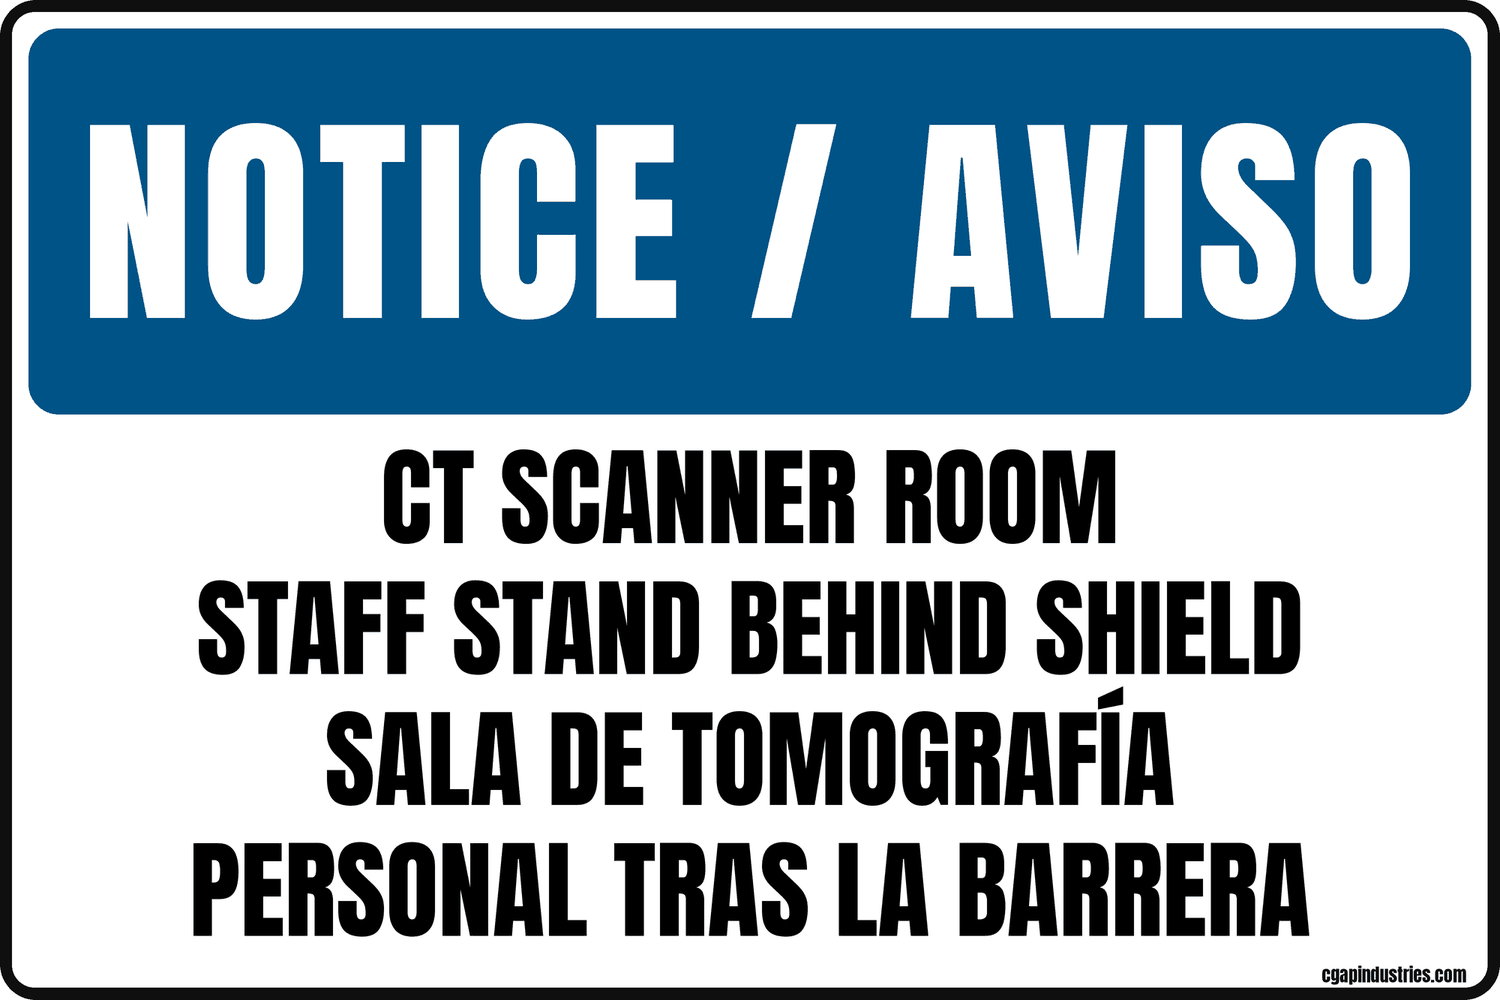 NOTICE / AVISO
CT SCANNER ROOM
STAFF STAND BEHIND SHIELD
SALA DE TOMOGRAFÍA
PERSONAL TRAS LA BARRERA
cgapindustries.com